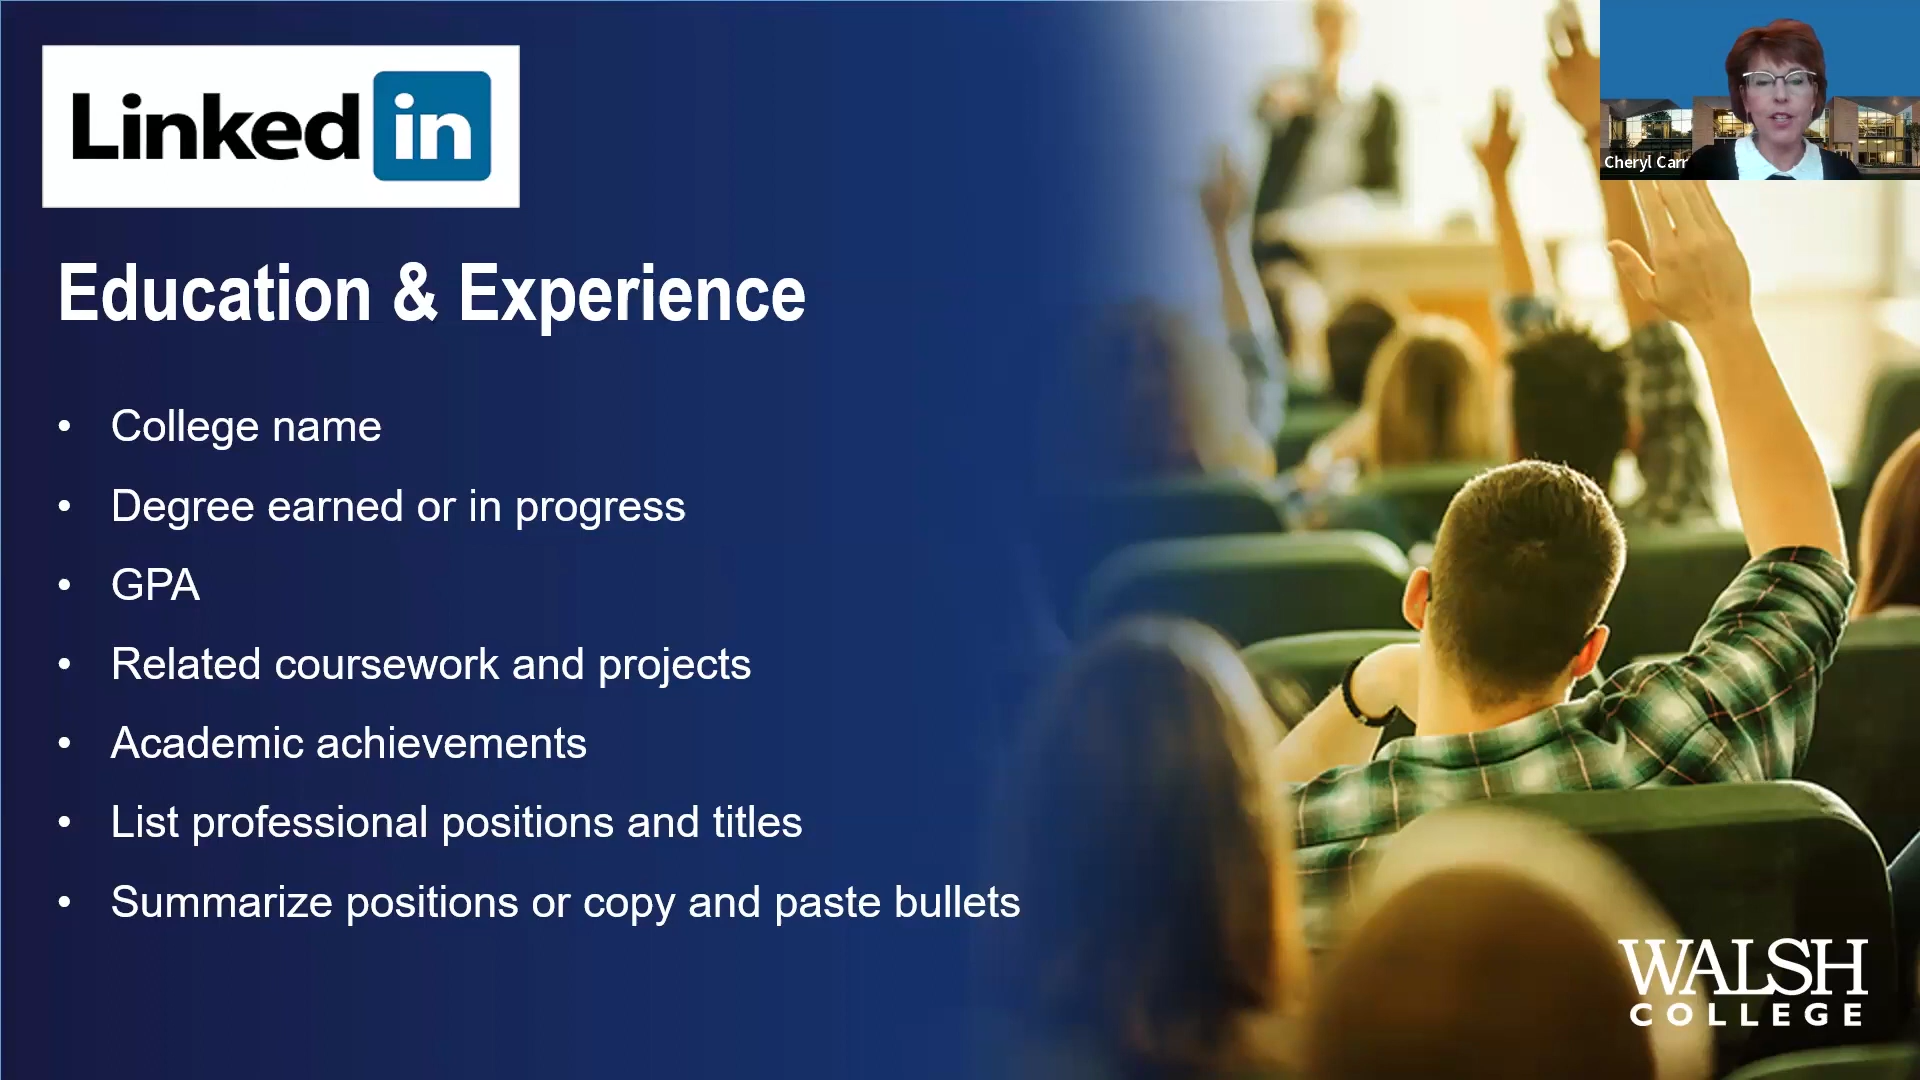 Linked in
Cheryl Carr
Education & Experience
• College name
• Degree earned or in progress
• GPA
• Related coursework and projects
• Academic achievements
• List professional positions and titles
• Summarize positions or copy and paste bullets
WALSH
COLLEGE